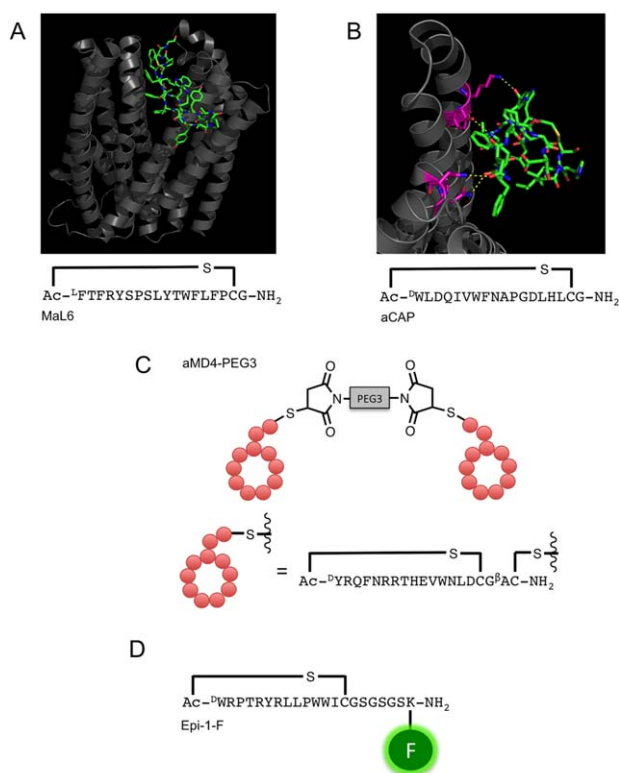 A
B
S
Ac-ᴸFTFRYSPSLYTWFLFPCG-NH₂
MaL6
S
Ac-ᴰWLDQIVWFNAPGDLHLCG-NH₂
aCAP
C
aMD4-PEG3
O
O
N
PEG3
N
S
S
O
O
S
=
S
S
Ac-ᴰYRQFNRRTHEVWNLDCGᵝAC-NH₂
D
S
Ac-ᴰWRPTRYRLLPWWICGSGSGSK-NH₂
Epi-1-F
F